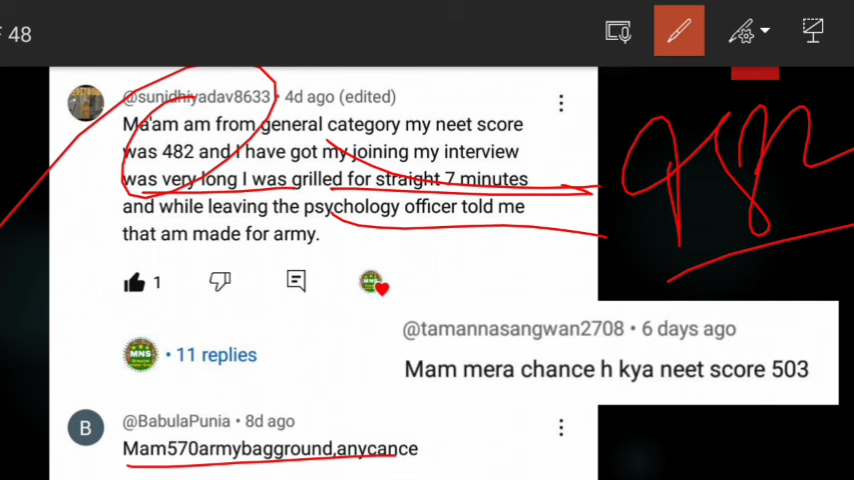 48
@sunidhiyadav8633 • 4d ago (edited)
Ma'am am from general category my neet score
was 482 and I have got my joining my interview
was very long I was grilled for straight 7 minutes
and while leaving the psychology officer told me
that am made for army.
1
MNS
MNS • 11 replies
@tamannasangwan2708 • 6 days ago
Mam mera chance h kya neet score 503
B @BabulaPunia • 8d ago
Mam570armybagground,anycance